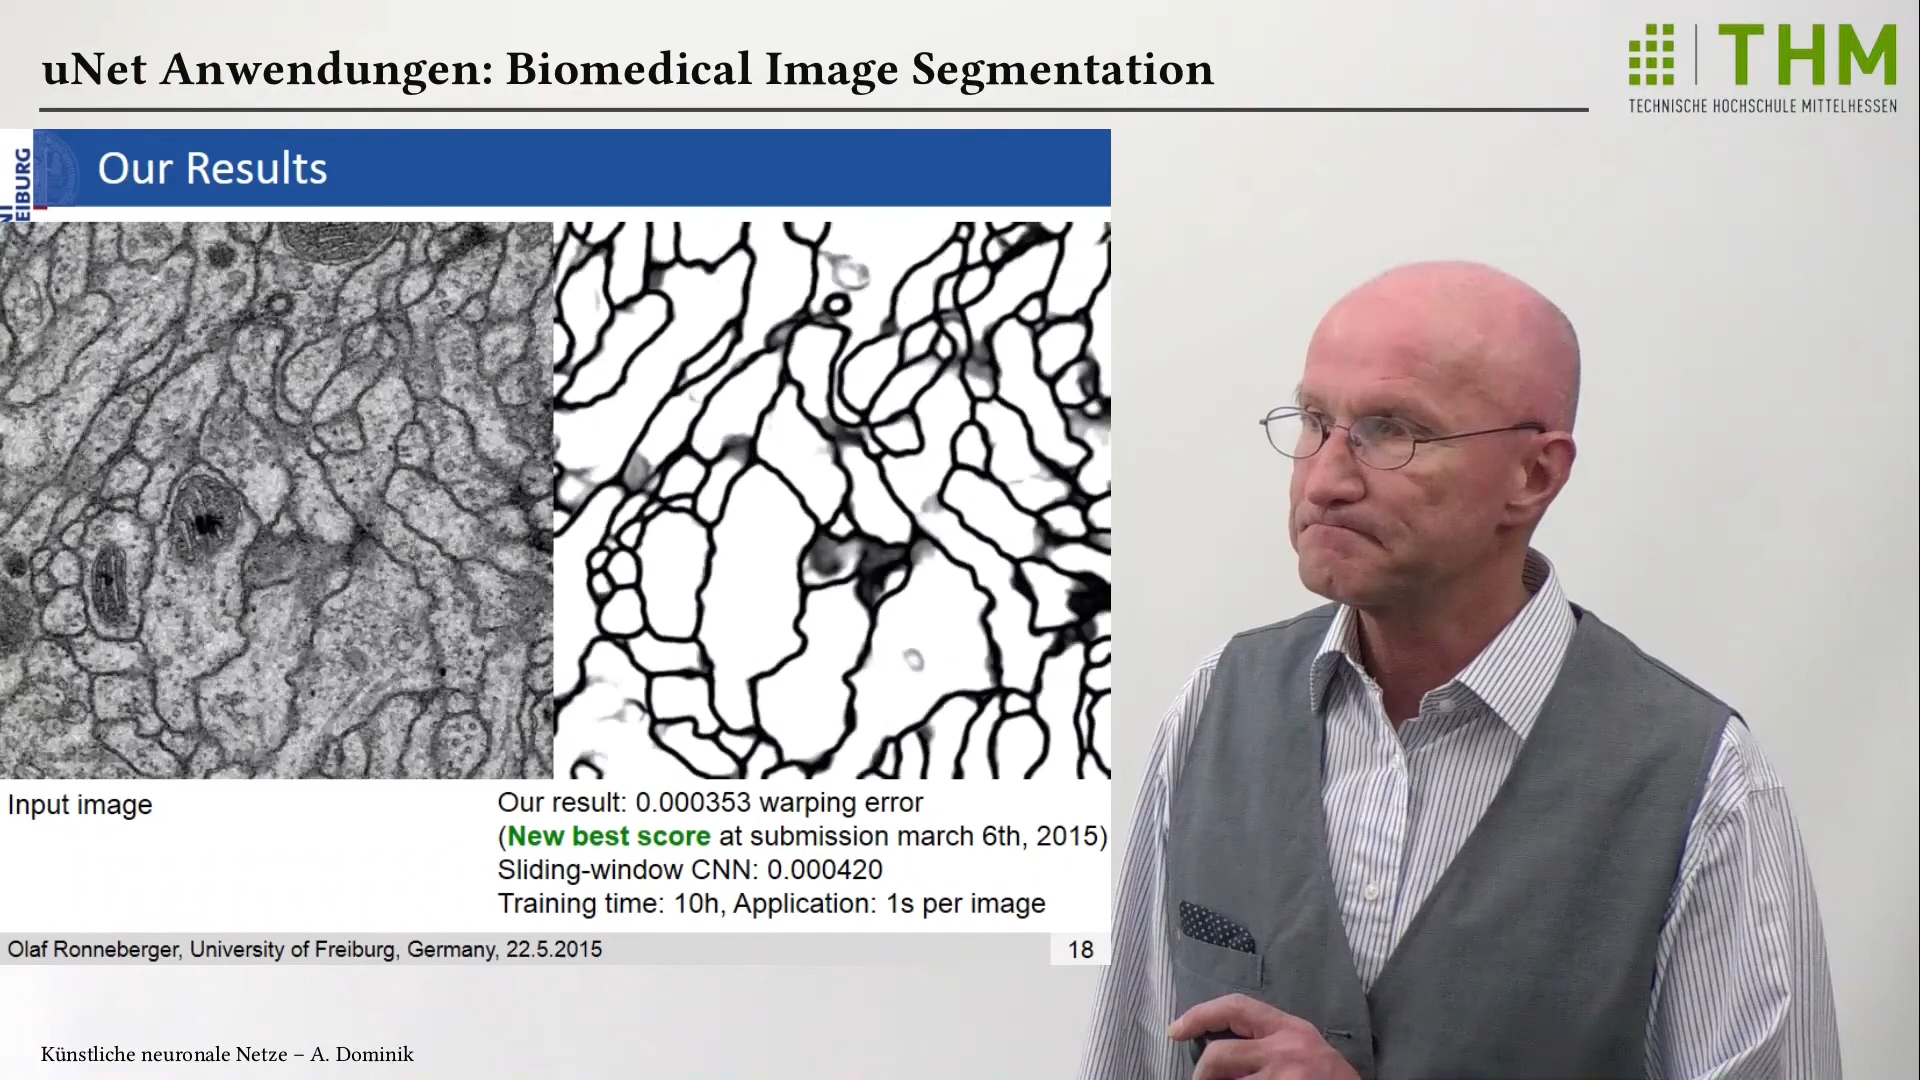 uNet Anwendungen: Biomedical Image Segmentation
THM
TECHNISCHE HOCHSCHULE MITTELHESSEN
EIBURG
Our Results
Input image
Our result: 0.000353 warping error
(New best score at submission march 6th, 2015)
Sliding-window CNN: 0.000420
Training time: 10h, Application: 1s per image
Olaf Ronneberger, University of Freiburg, Germany, 22.5.2015
18
Künstliche neuronale Netze – A. Dominik